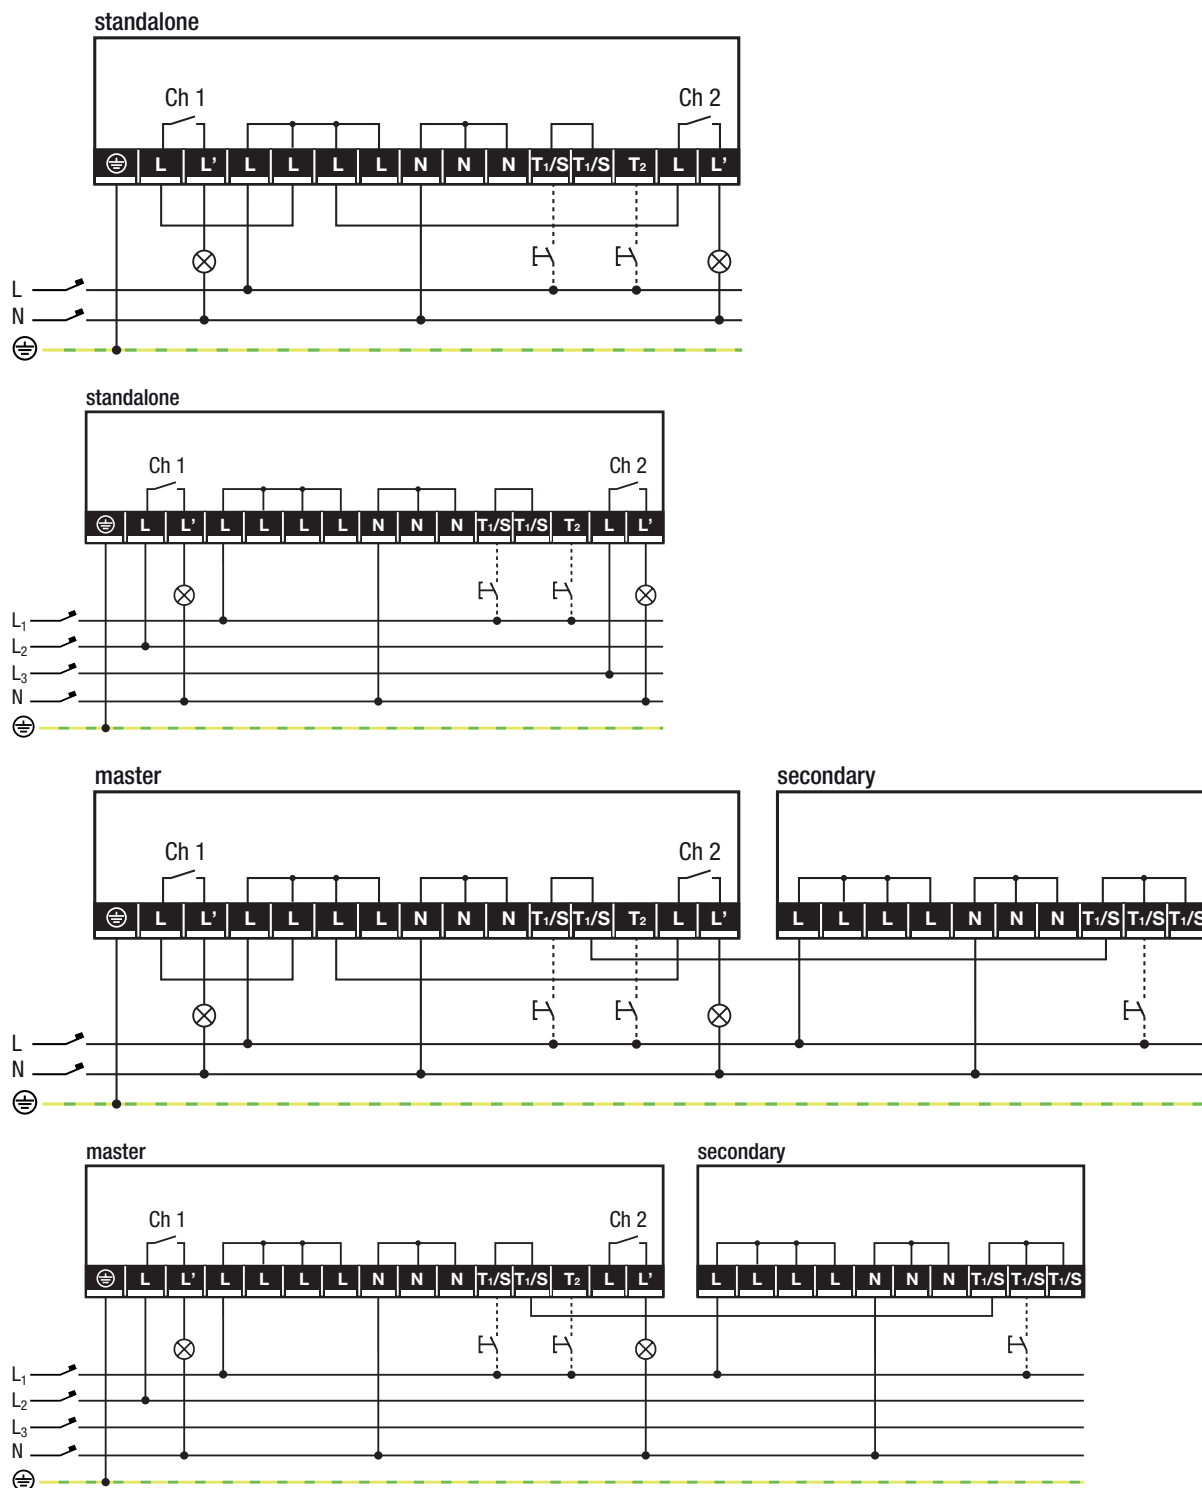 standalone
Ch 1 Ch 2
L L’ L L L L N N N T1/S T1/S T2 L L’
L
N
standalone
Ch 1 Ch 2
L L’ L L L L N N N T1/S T1/S T2 L L’
L1
L2
L3
N
master secondary
Ch 1 Ch 2
L L’ L L L L N N N T1/S T1/S T2 L L’ L L L L N N N T1/S T1/S T1/S
L
N
master secondary
Ch 1 Ch 2
L L’ L L L L N N N T1/S T1/S T2 L L’ L L L L N N N T1/S T1/S T1/S
L1
L2
L3
N